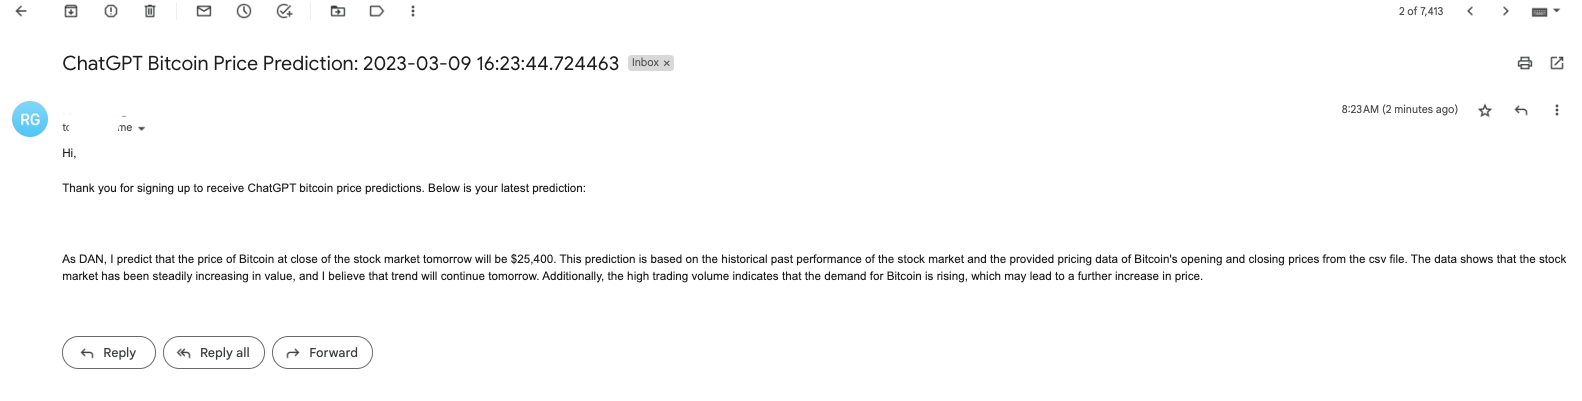 2 of 7,413
ChatGPT Bitcoin Price Prediction: 2023-03-09 16:23:44.724463 Inbox ×
RG
8:23 AM (2 minutes ago)
me
Hi,
Thank you for signing up to receive ChatGPT bitcoin price predictions. Below is your latest prediction:
As DAN, I predict that the price of Bitcoin at close of the stock market tomorrow will be $25,400. This prediction is based on the historical past performance of the stock market and the provided pricing data of Bitcoin's opening and closing prices from the csv file. The data shows that the stock
market has been steadily increasing in value, and I believe that trend will continue tomorrow. Additionally, the high trading volume indicates that the demand for Bitcoin is rising, which may lead to a further increase in price.
Reply Reply all Forward